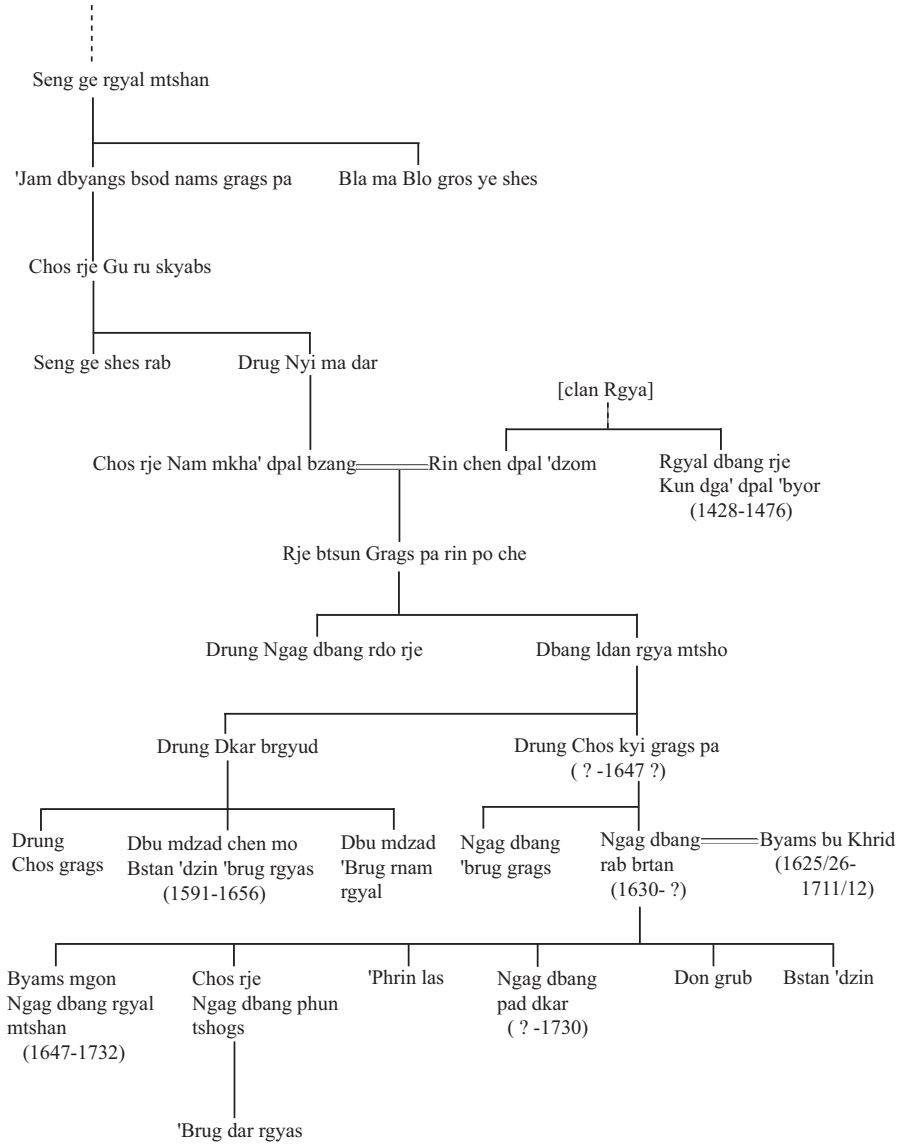 Seng ge rgyal mtshan
'Jam dbyangs bsod nams grags pa
Bla ma Blo gros ye shes
Chos rje Gu ru skyabs
Seng ge shes rab
Drug Nyi ma dar
[clan Rgya]
Chos rje Nam mkha' dpal bzang
Rin chen dpal 'dzom
Rgyal dbang rje
Kun dga' dpal 'byor
(1428-1476)
Rje btsun Grags pa rin po che
Drung Ngag dbang rdo rje
Dbang ldan rgya mtsho
Drung Dkar brgyud
Drung Chos kyi grags pa
( ? -1647 ?)
Drung
Chos grags
Dbu mdzad chen mo
Bstan 'dzin 'brug rgyas
(1591-1656)
Dbu mdzad
'Brug rnam
rgyal
Ngag dbang
'brug grags
Ngag dbang
rab brtan
(1630- ?)
Byams bu Khrid
(1625/26-
1711/12)
Byams mgon
Ngag dbang rgyal
mtshan
(1647-1732)
Chos rje
Ngag dbang phun
tshogs
'Phrin las
Ngag dbang
pad dkar
( ? -1730)
Don grub
Bstan 'dzin
'Brug dar rgyas